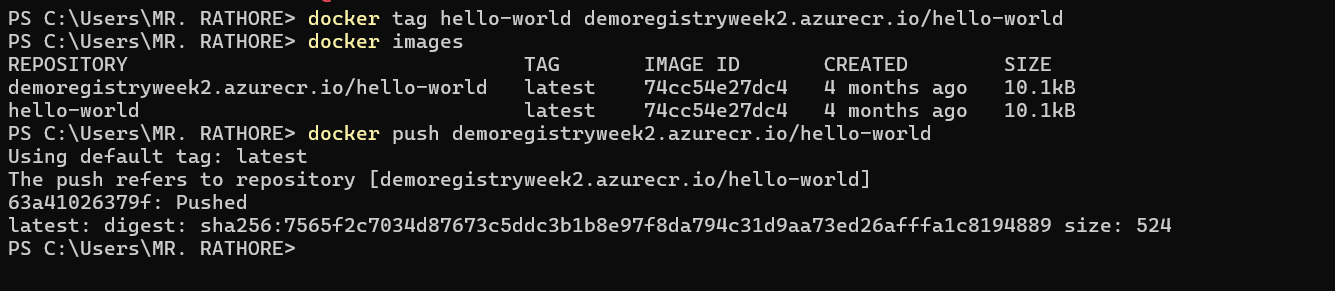 PS C:\Users\MR. RATHORE> docker tag hello-world demoregistryweek2.azurecr.io/hello-world
PS C:\Users\MR. RATHORE> docker images
REPOSITORY                                 TAG       IMAGE ID       CREATED        SIZE
demoregistryweek2.azurecr.io/hello-world   latest    74cc54e27dc4   4 months ago   10.1kB
hello-world                                latest    74cc54e27dc4   4 months ago   10.1kB
PS C:\Users\MR. RATHORE> docker push demoregistryweek2.azurecr.io/hello-world
Using default tag: latest
The push refers to repository [demoregistryweek2.azurecr.io/hello-world]
63a41026379f: Pushed
latest: digest: sha256:7565f2c7034d87673c5ddc3b1b8e97f8da794c31d9aa73ed26afffa1c8194889 size: 524
PS C:\Users\MR. RATHORE>